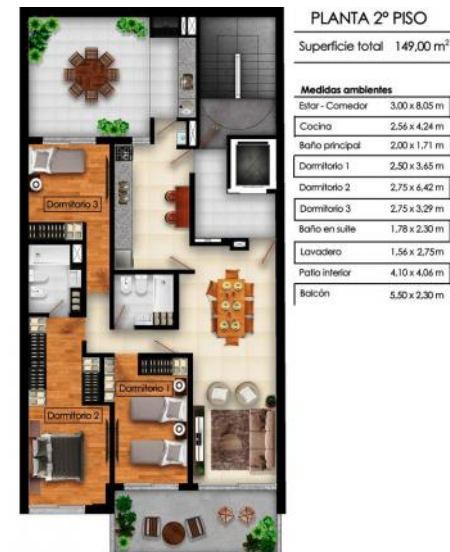 PLANTA 2º PISO
Superficie total 149,00 m²
Medidas ambientes
Estar - Comedor 3,00 x 8,05 m
Cocina 2,56 x 4,24 m
Baño principal 2,00 x 1,71 m
Dormitorio 1 2,50 x 3,65 m
Dormitorio 2 2,75 x 6,42 m
Dormitorio 3 2,75 x 3,29 m
Baño en suite 1,78 x 2,30 m
Lavadero 1,56 x 2,75m
Patio interior 4,10 x 4,06 m
Balcón 5,50 x 2,30 m
Dormitorio 3
Dormitorio 1
Dormitorio 2